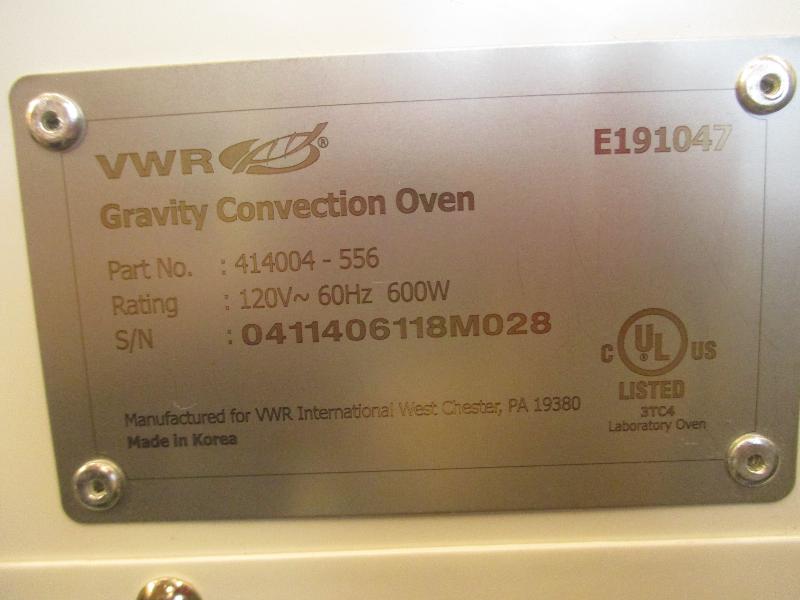 VWR®
E191047
Gravity Convection Oven
Part No. : 414004 - 556
Rating : 120V~ 60Hz 600W
S/N : 0411406118M028
C UL ® US
LISTED
3TC4
Laboratory Oven
Manufactured for VWR International West Chester, PA 19380
Made in Korea